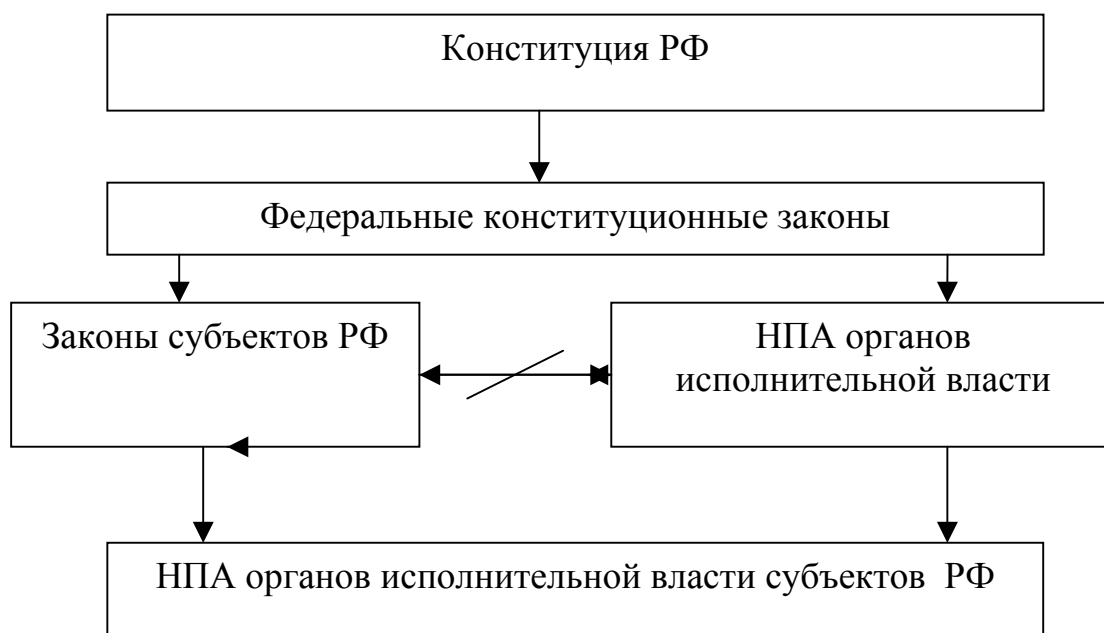 Конституция РФ
Федеральные конституционные законы
Законы субъектов РФ
НПА органов
исполнительной власти
НПА органов исполнительной власти субъектов РФ